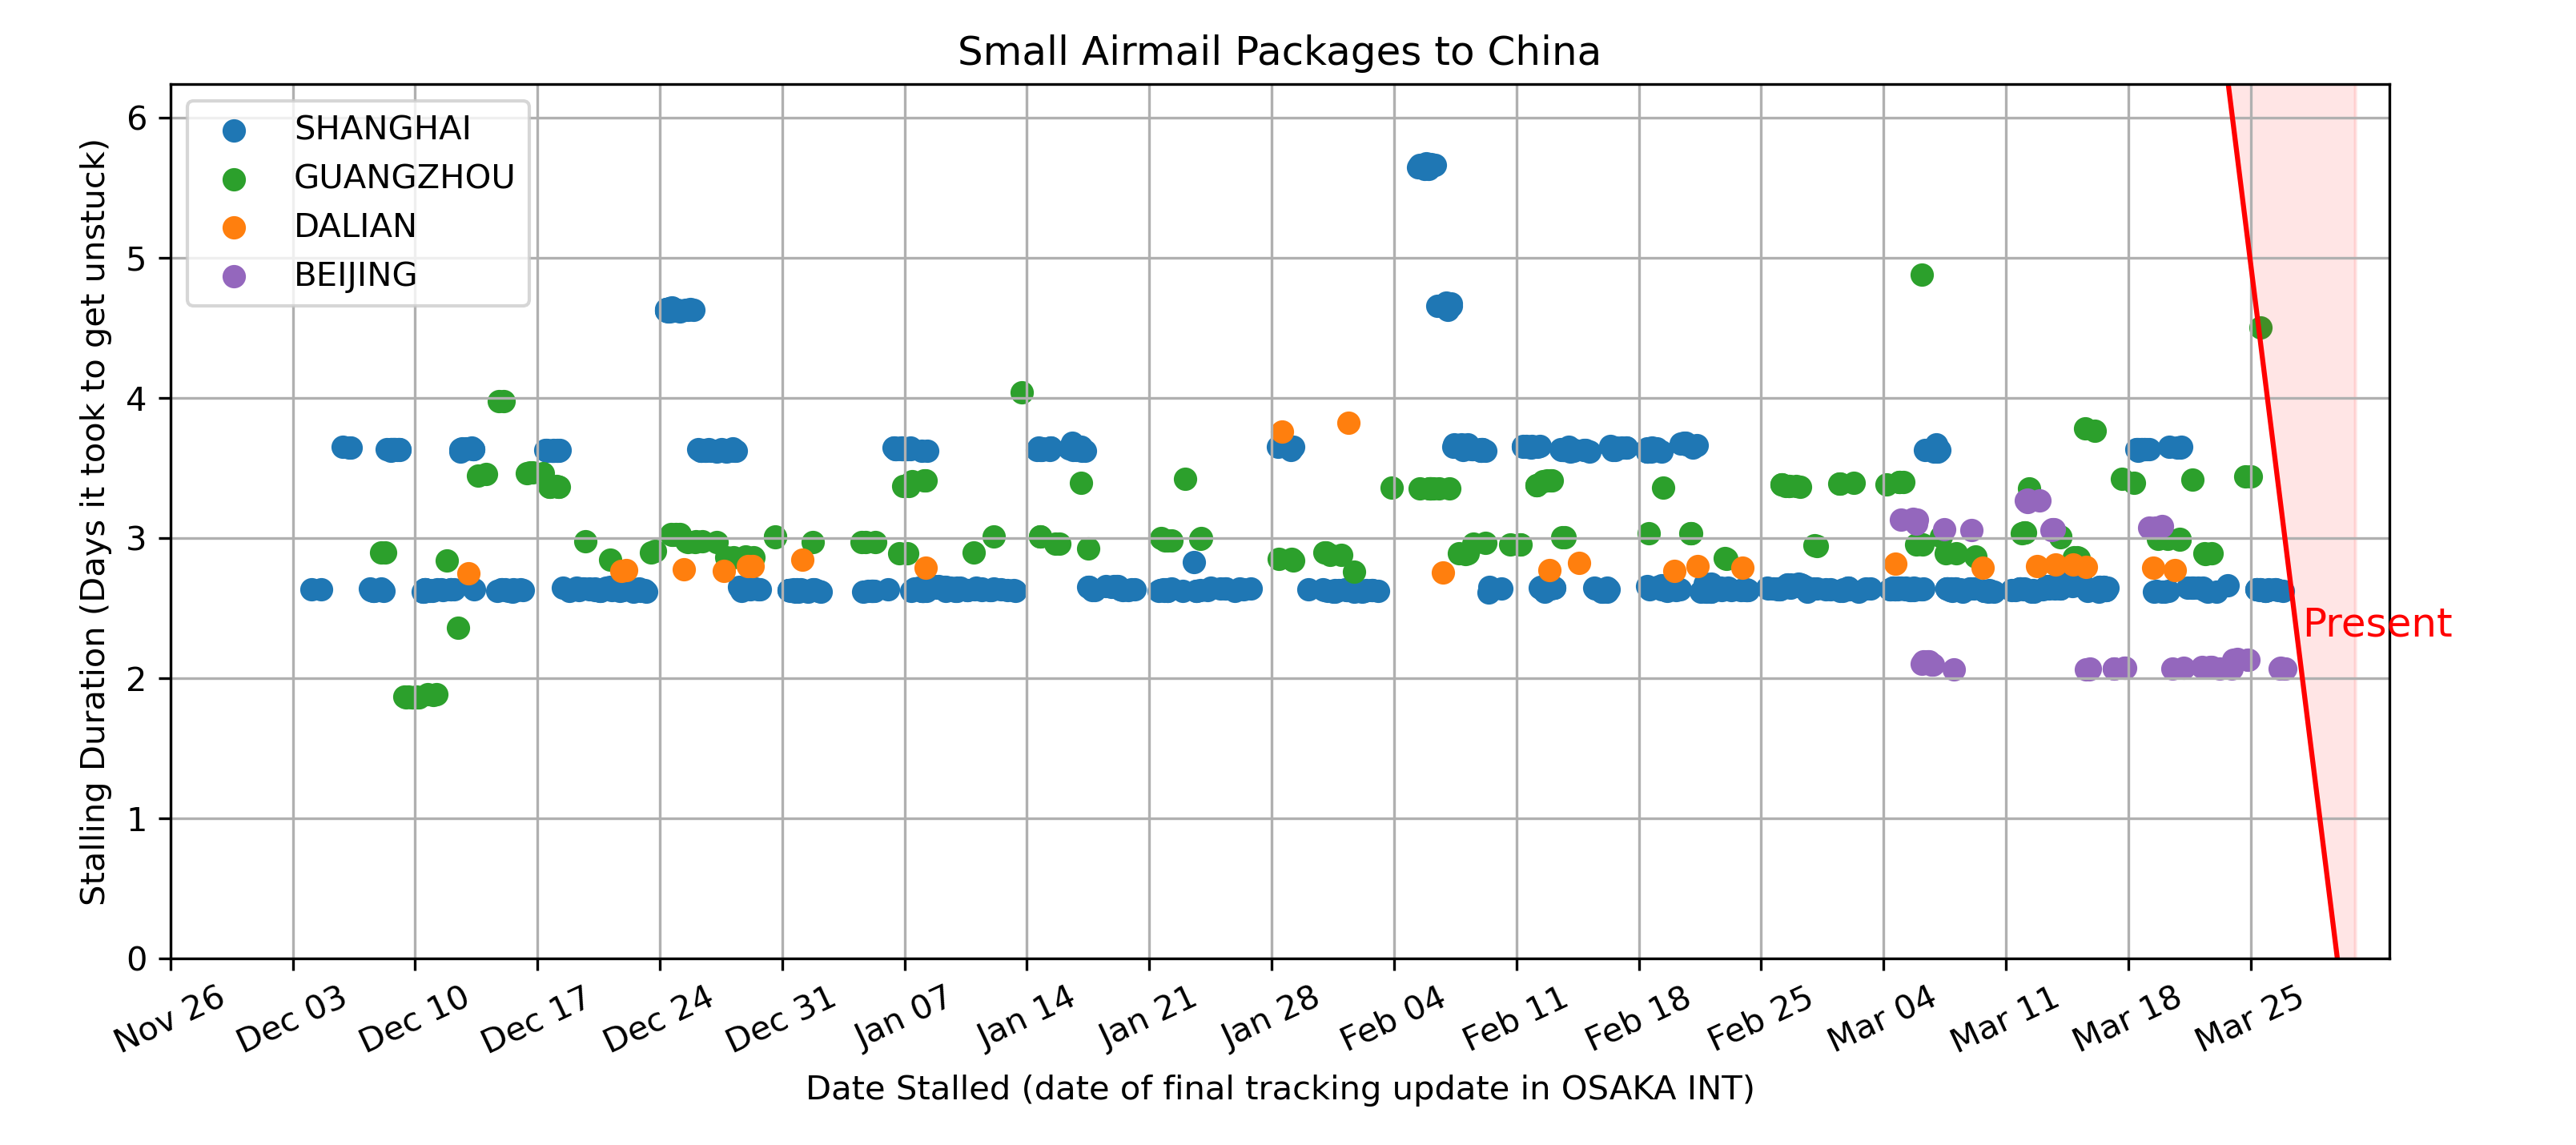 Small Airmail Packages to China
Stalling Duration (Days it took to get unstuck)
6
5
4
3
2
1
0
SHANGHAI
GUANGZHOU
DALIAN
BEIJING
Present
Nov 26
Dec 03
Dec 10
Dec 17
Dec 24
Dec 31
Jan 07
Jan 14
Jan 21
Jan 28
Feb 04
Feb 11
Feb 18
Feb 25
Mar 04
Mar 11
Mar 18
Mar 25
Date Stalled (date of final tracking update in OSAKA INT)